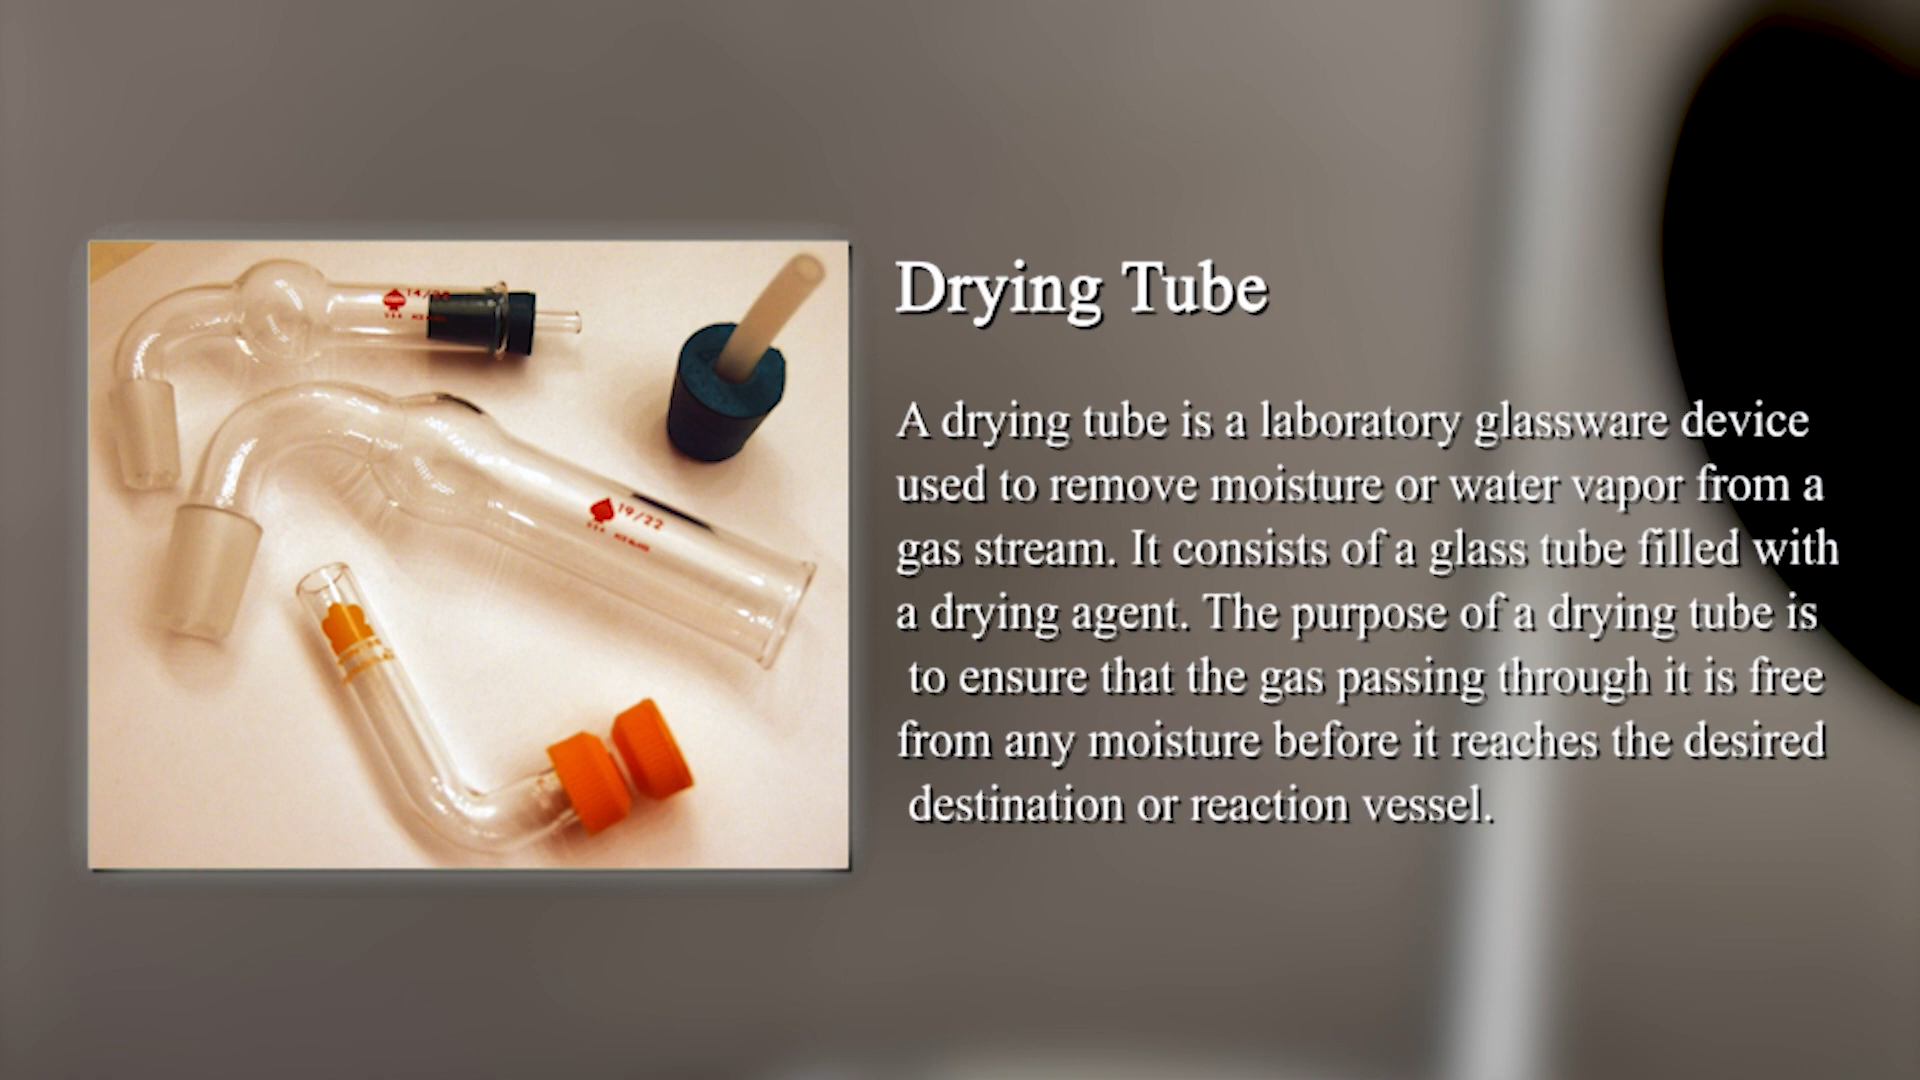 Drying Tube
A drying tube is a laboratory glassware device
used to remove moisture or water vapor from a
gas stream. It consists of a glass tube filled with
a drying agent. The purpose of a drying tube is
to ensure that the gas passing through it is free
from any moisture before it reaches the desired
destination or reaction vessel.
19/22